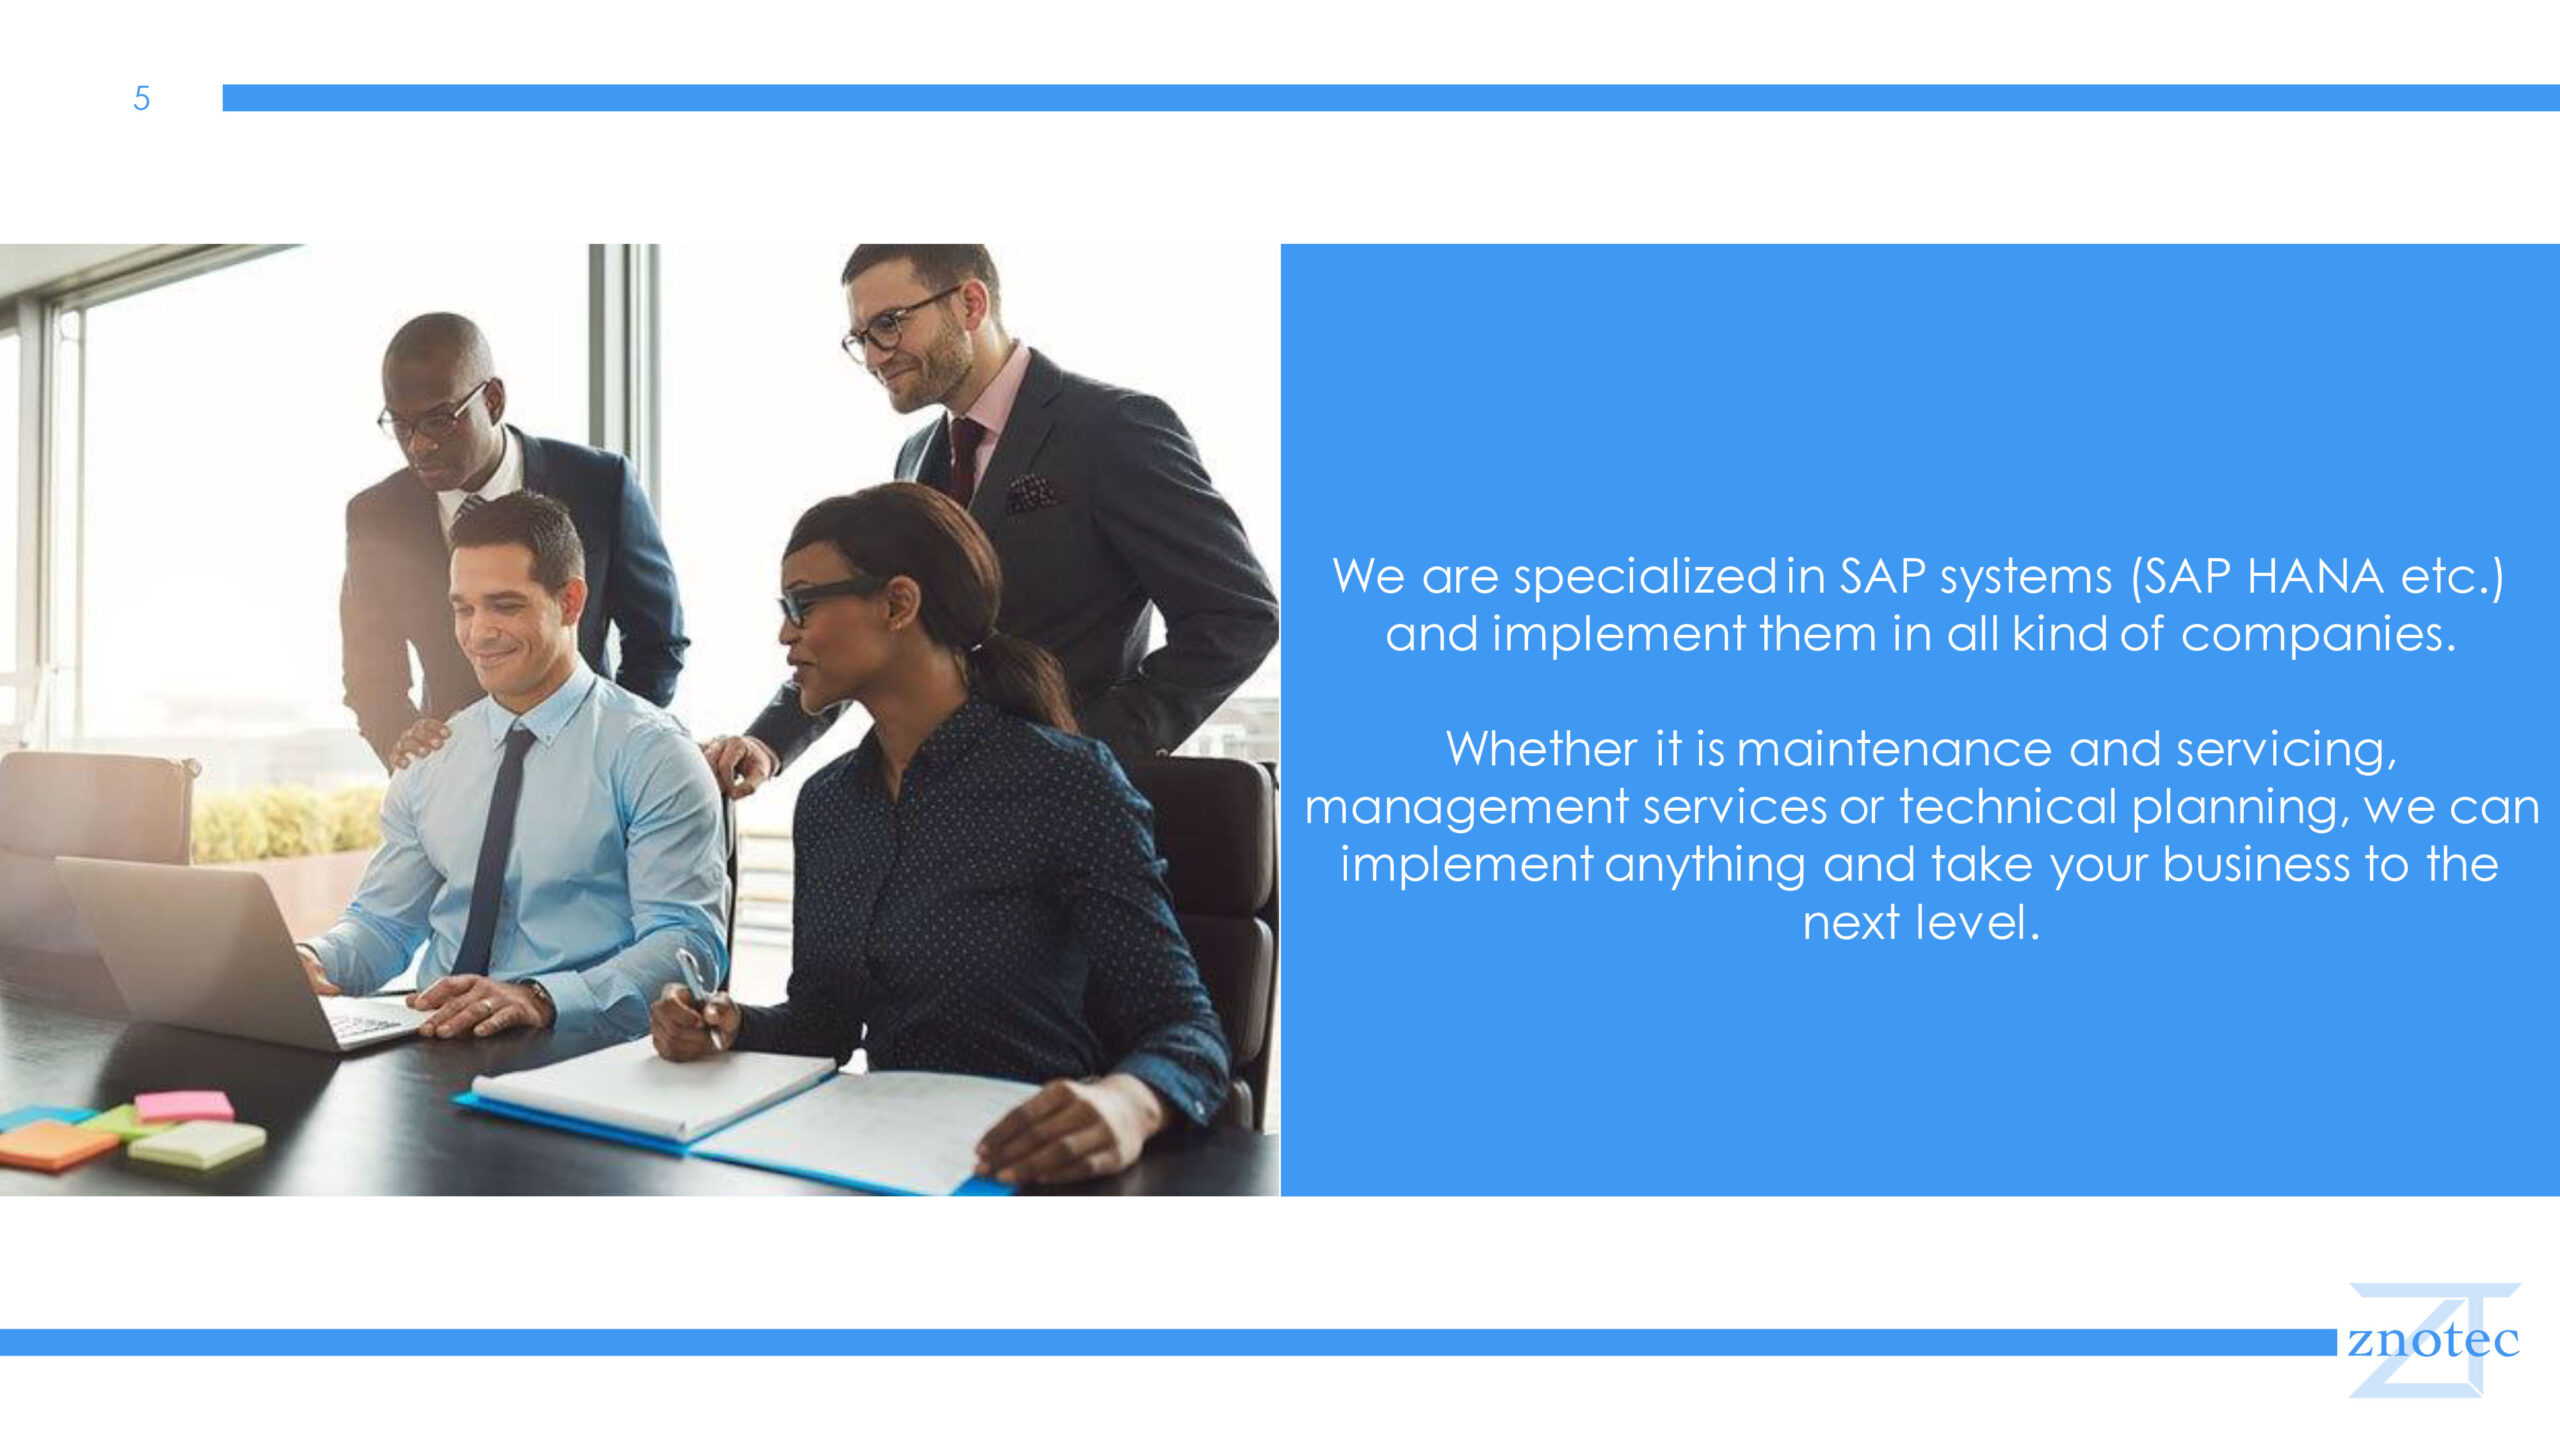 5
We are specialized in SAP systems (SAP HANA etc.)
and implement them in all kind of companies.
Whether it is maintenance and servicing,
management services or technical planning, we can
implement anything and take your business to the
next level.
znotec